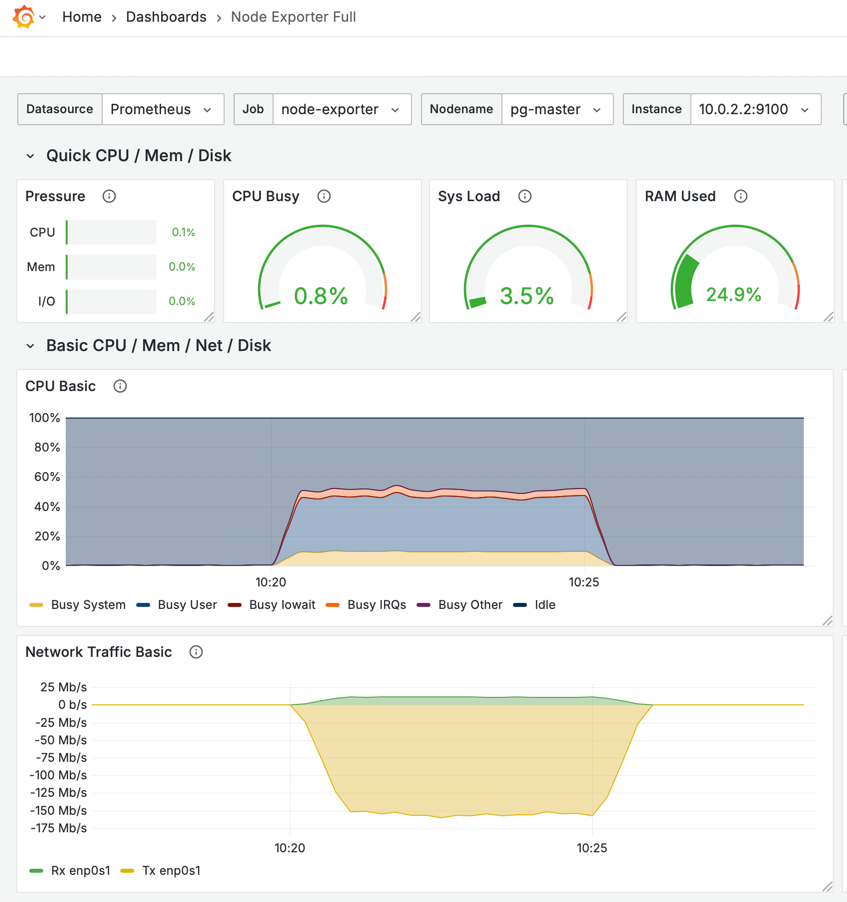 Home › Dashboards › Node Exporter Full
Datasource Prometheus Job node-exporter Nodename pg-master Instance 10.0.2.2:9100
Quick CPU / Mem / Disk
Pressure CPU Busy Sys Load RAM Used
CPU 0.1%
Mem 0.0%
I/O 0.0%
0.8% 3.5% 24.9%
Basic CPU / Mem / Net / Disk
CPU Basic
100%
80%
60%
40%
20%
0%
10:20 10:25
Busy System Busy User Busy Iowait Busy IRQs Busy Other Idle
Network Traffic Basic
25 Mb/s
0 b/s
-25 Mb/s
-50 Mb/s
-75 Mb/s
-100 Mb/s
-125 Mb/s
-150 Mb/s
-175 Mb/s
10:20 10:25
Rx enp0s1 Tx enp0s1